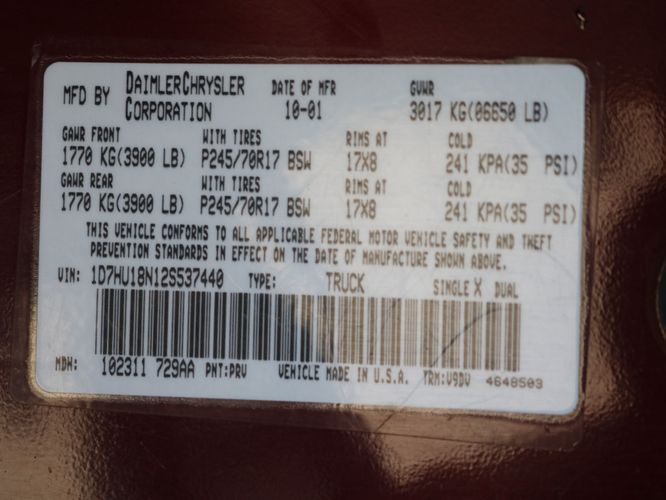 MFD BY DAIMLERCHRYSLER CORPORATION DATE OF MFR 10-01 GVWR 3017 KG(06650 LB)
GAWR FRONT WITH TIRES RIMS AT COLD
1770 KG(3900 LB) P245/70R17 BSW 17X8 241 KPA(35 PSI)
GAWR REAR WITH TIRES RIMS AT COLD
1770 KG(3900 LB) P245/70R17 BSW 17X8 241 KPA(35 PSI)
THIS VEHICLE CONFORMS TO ALL APPLICABLE FEDERAL MOTOR VEHICLE SAFETY AND THEFT
PREVENTION STANDARDS IN EFFECT ON THE DATE OF MANUFACTURE SHOWN ABOVE.
VIN: 1D7HU18N12S537440 TYPE: TRUCK SINGLE X DUAL
MDH: 102311 729AA PNT:PRV VEHICLE MADE IN U.S.A. TRM:V9DV 4648503